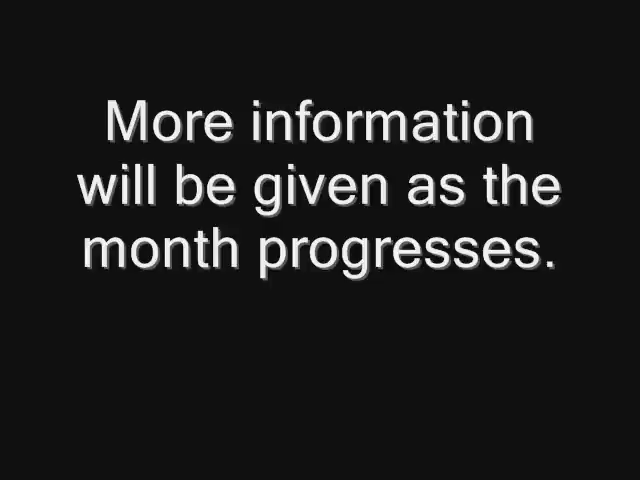 More information
will be given as the
month progresses.